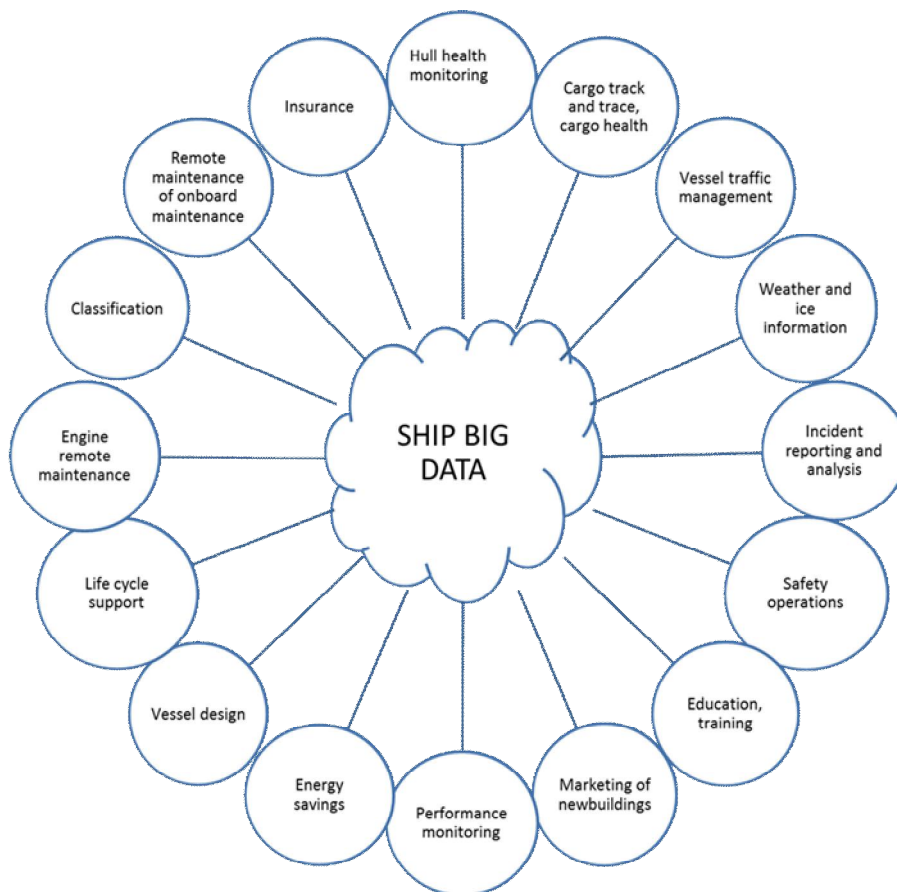 Hull health
monitoring
Cargo track
and trace,
cargo health
Vessel traffic
management
Weather and
ice
information
Incident
reporting and
analysis
Safety
operations
Education,
training
Marketing of
newbuildings
Performance
monitoring
Energy
savings
Vessel design
Life cycle
support
Engine
remote
maintenance
Classification
Remote
maintenance
of onboard
maintenance
Insurance
SHIP BIG
DATA